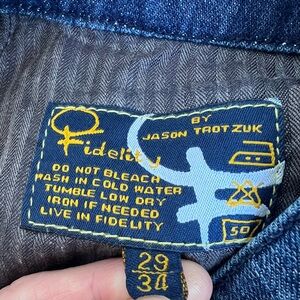 Fidelity
BY
JASON TROTZUK
DO NOT BLEACH
WASH IN COLD WATER
TUMBLE LOW DRY
IRON IF NEEDED
LIVE IN FIDELITY
50°
29
34